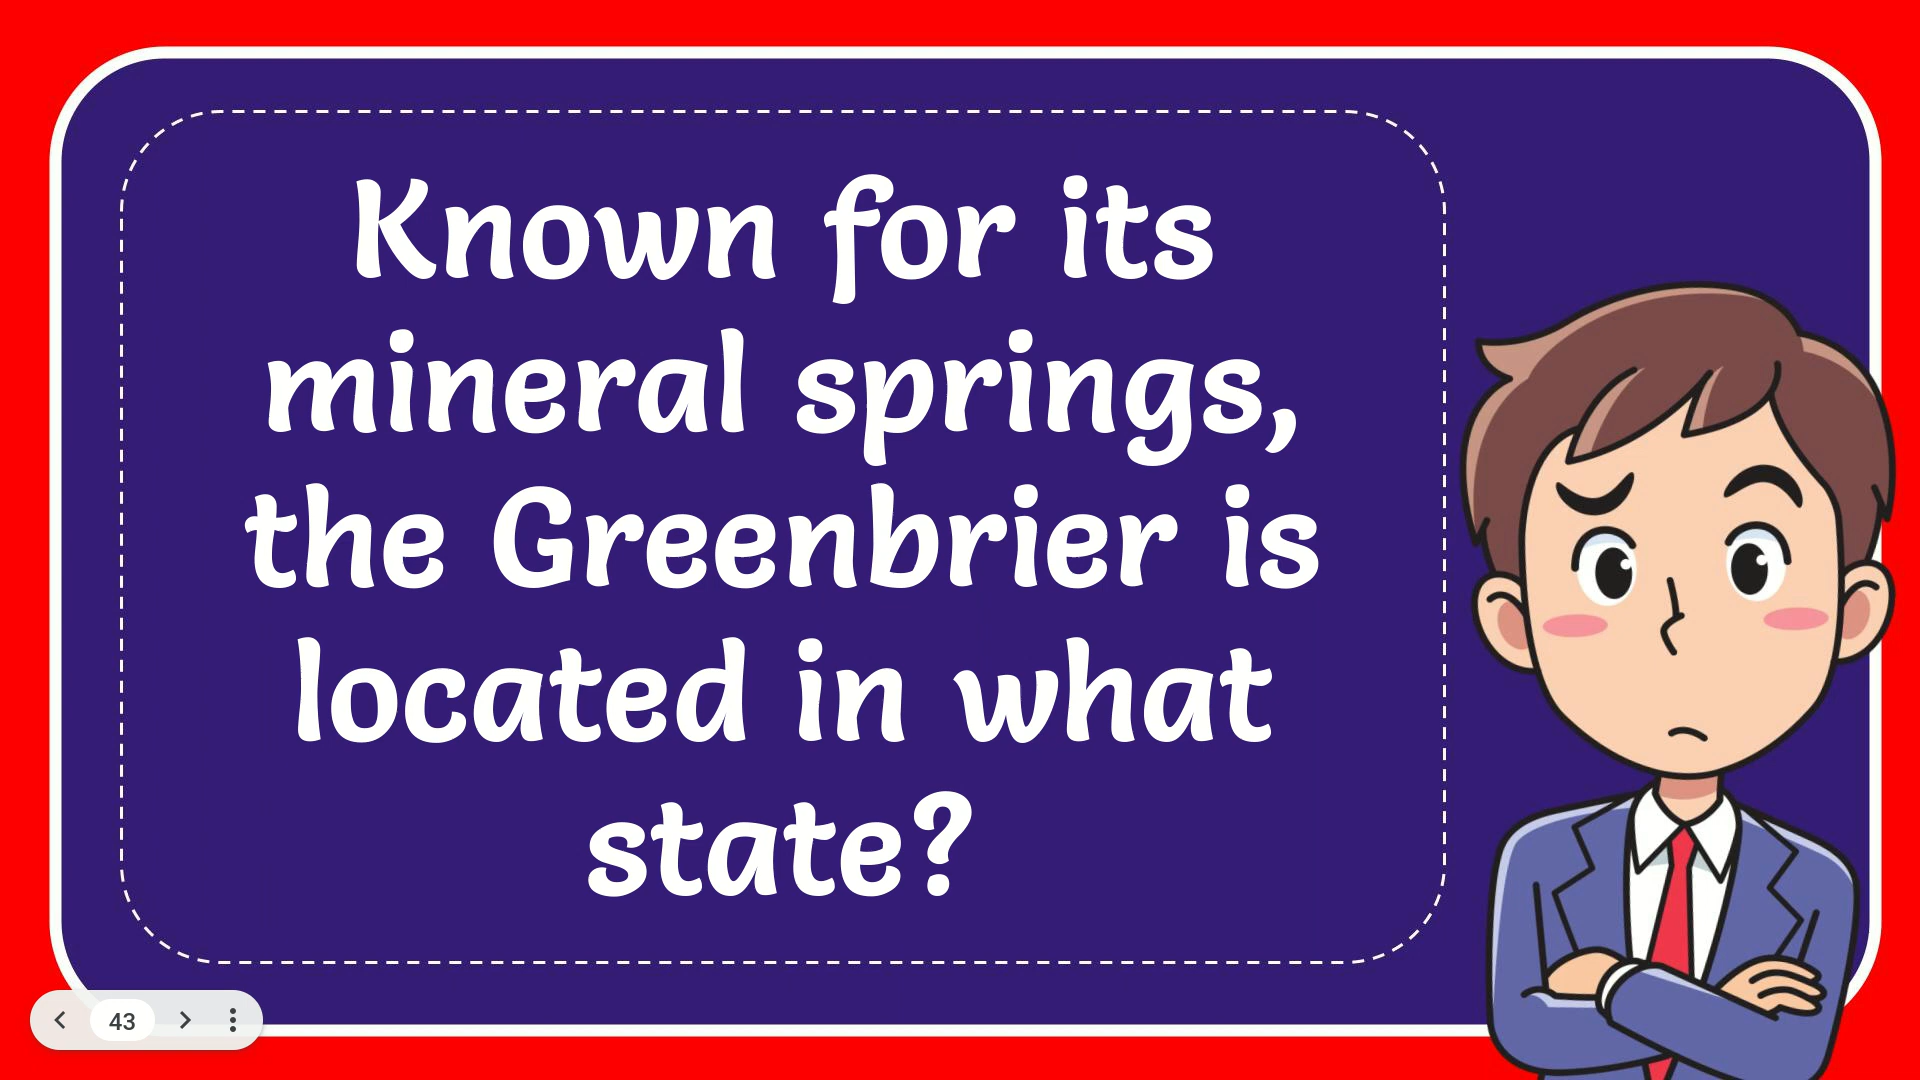 Known for its
mineral springs,
the Greenbrier is
located in what
state?
43